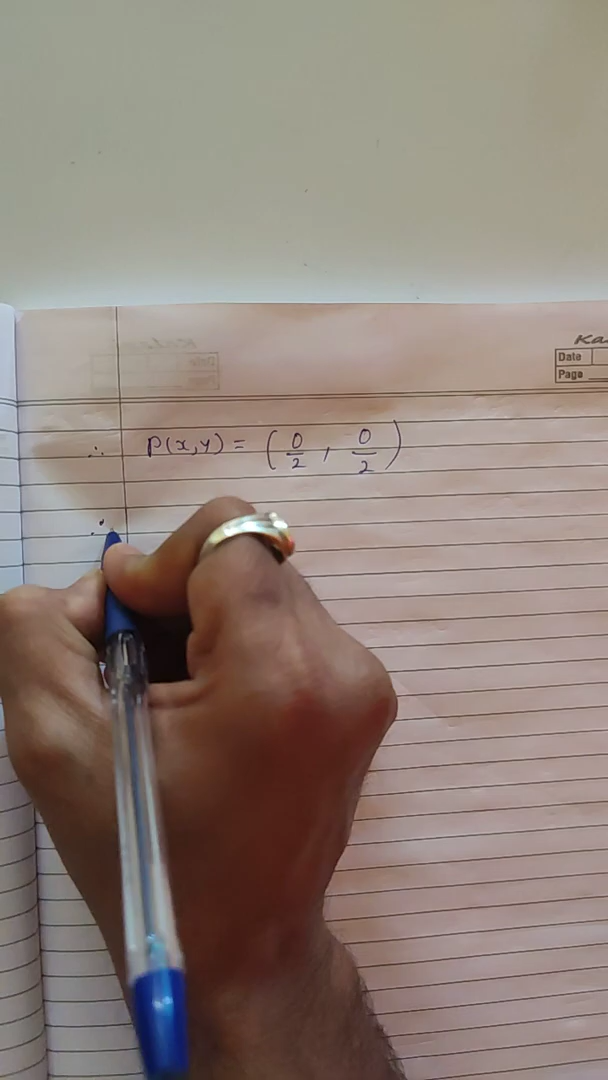 Date
Page
∴ P(x,y) = (0/2 , 0/2)
∴